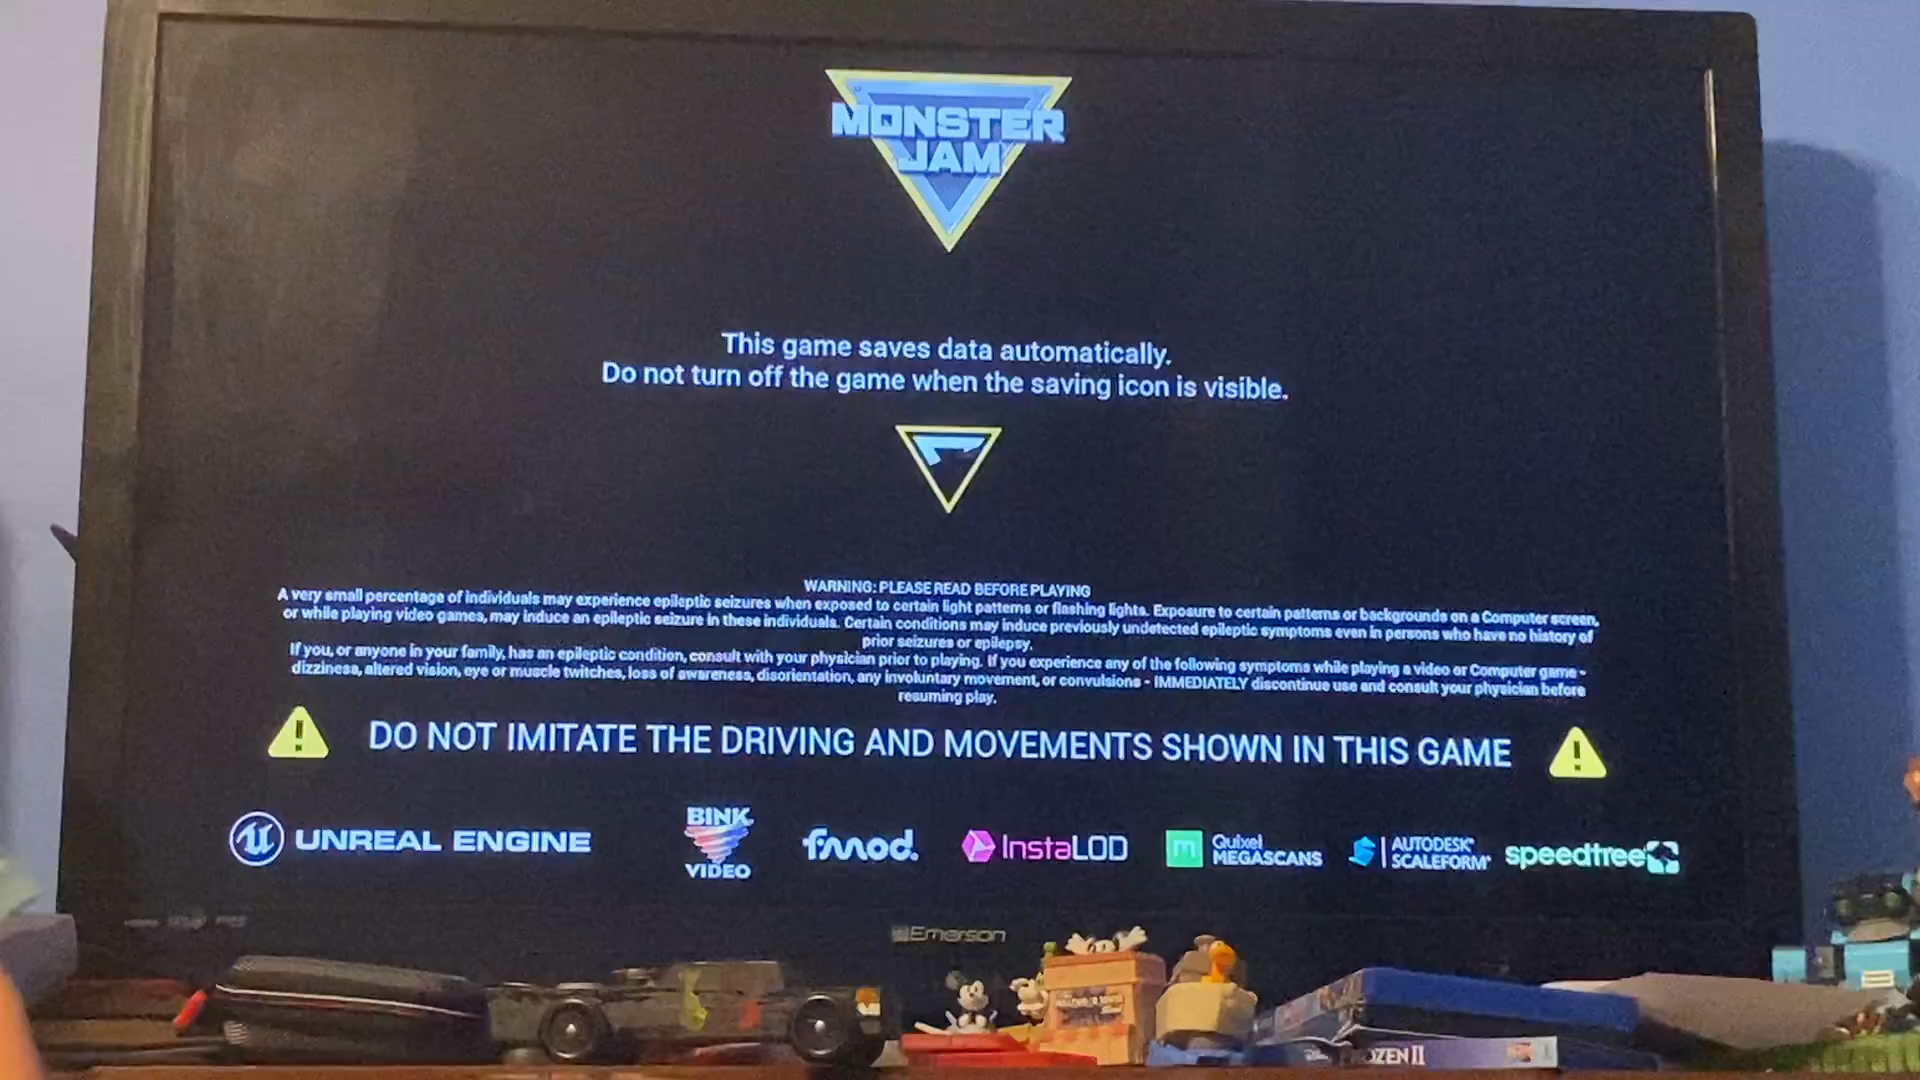 MONSTER
JAM
This game saves data automatically.
Do not turn off the game when the saving icon is visible.
WARNING: PLEASE READ BEFORE PLAYING
A very small percentage of individuals may experience epileptic seizures when exposed to certain light patterns or flashing lights. Exposure to certain patterns or backgrounds on a Computer screen,
or while playing video games, may induce an epileptic seizure in these individuals. Certain conditions may induce previously undetected epileptic symptoms even in persons who have no history of
prior seizures or epilepsy.
If you, or anyone in your family, has an epileptic condition, consult with your physician prior to playing. If you experience any of the following symptoms while playing a video or Computer game -
dizziness, altered vision, eye or muscle twitches, loss of awareness, disorientation, any involuntary movement, or convulsions - IMMEDIATELY discontinue use and consult your physician before
resuming play.
DO NOT IMITATE THE DRIVING AND MOVEMENTS SHOWN IN THIS GAME
UNREAL ENGINE
BINK
VIDEO
fmod.
InstaLOD
Quixel
MEGASCANS
AUTODESK®
SCALEFORM®
speedtree
Emerson
FROZEN II